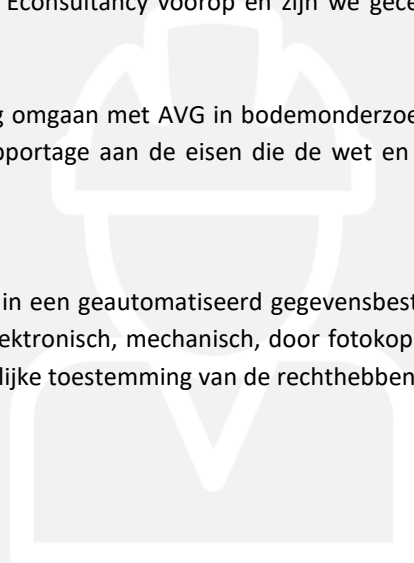 Econsultancy voorop en zijn we gece
omgaan met AVG in bodemonderzoe
pportage aan de eisen die de wet en
in een geautomatiseerd gegevensbest
ektronisch, mechanisch, door fotokop
lijke toestemming van de rechthebben